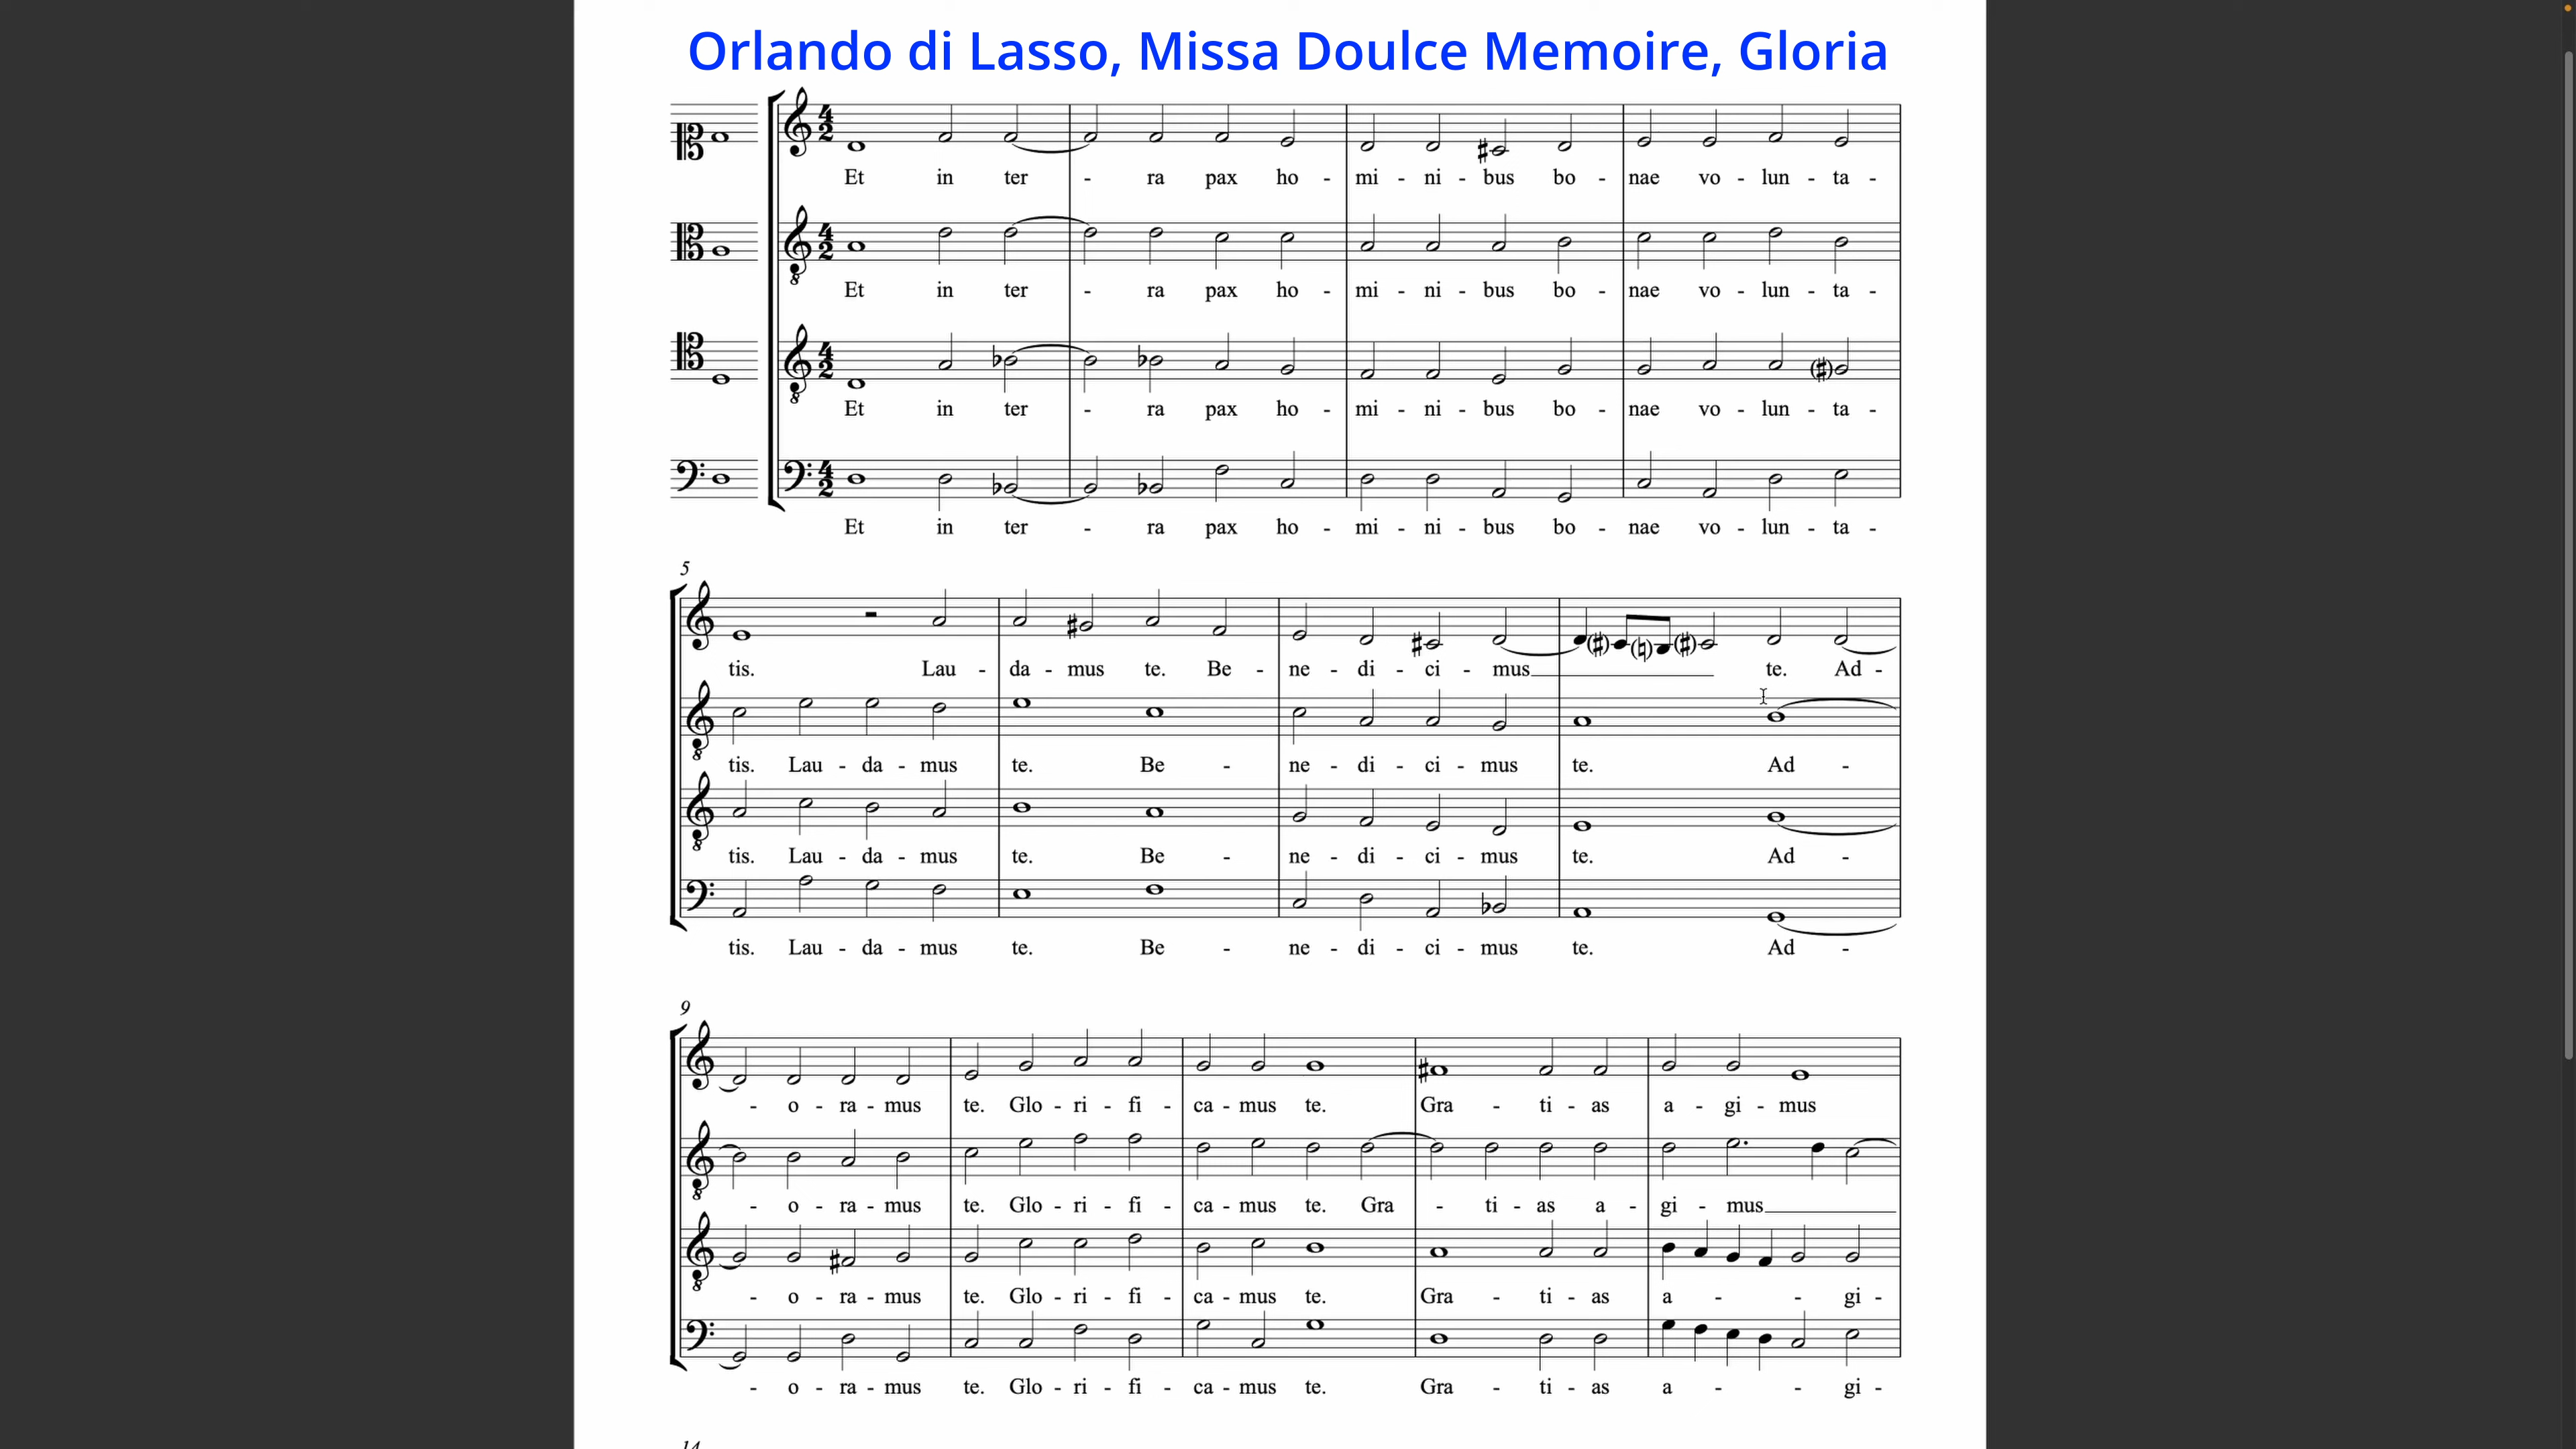 Orlando di Lasso, Missa Doulce Memoire, Gloria
Et in ter - ra pax ho - mi - ni - bus bo - nae vo - lun - ta -
Et in ter - ra pax ho - mi - ni - bus bo - nae vo - lun - ta -
Et in ter - ra pax ho - mi - ni - bus bo - nae vo - lun - ta -
Et in ter - ra pax ho - mi - ni - bus bo - nae vo - lun - ta -
5
tis. Lau - da - mus te. Be - ne - di - ci - mus te. Ad -
tis. Lau - da - mus te. Be - ne - di - ci - mus te. Ad -
tis. Lau - da - mus te. Be - ne - di - ci - mus te. Ad -
tis. Lau - da - mus te. Be - ne - di - ci - mus te. Ad -
9
- o - ra - mus te. Glo - ri - fi - ca - mus te. Gra - ti - as a - gi - mus
- o - ra - mus te. Glo - ri - fi - ca - mus te. Gra - ti - as a - gi - mus
- o - ra - mus te. Glo - ri - fi - ca - mus te. Gra - ti - as a - - gi -
- o - ra - mus te. Glo - ri - fi - ca - mus te. Gra - ti - as a - - gi -